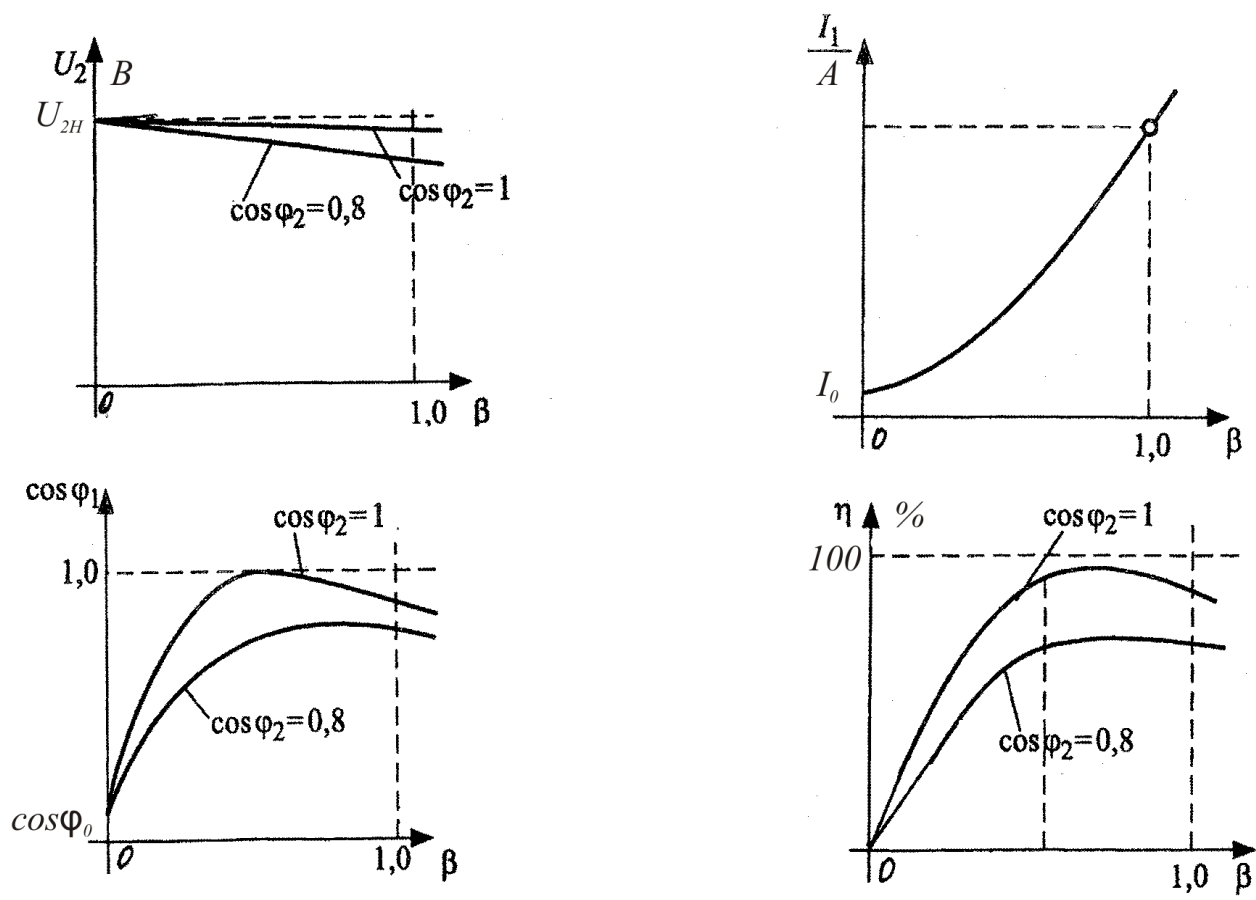 U₂ B
U₂H
cosφ₂=1
cosφ₂=0,8
0
1,0 β
I₁
A
I₀
0
1,0 β
cosφ₁
cosφ₂=1
1,0
cosφ₂=0,8
cosφ₀
0
1,0 β
η %
cosφ₂=1
100
cosφ₂=0,8
0
1,0 β